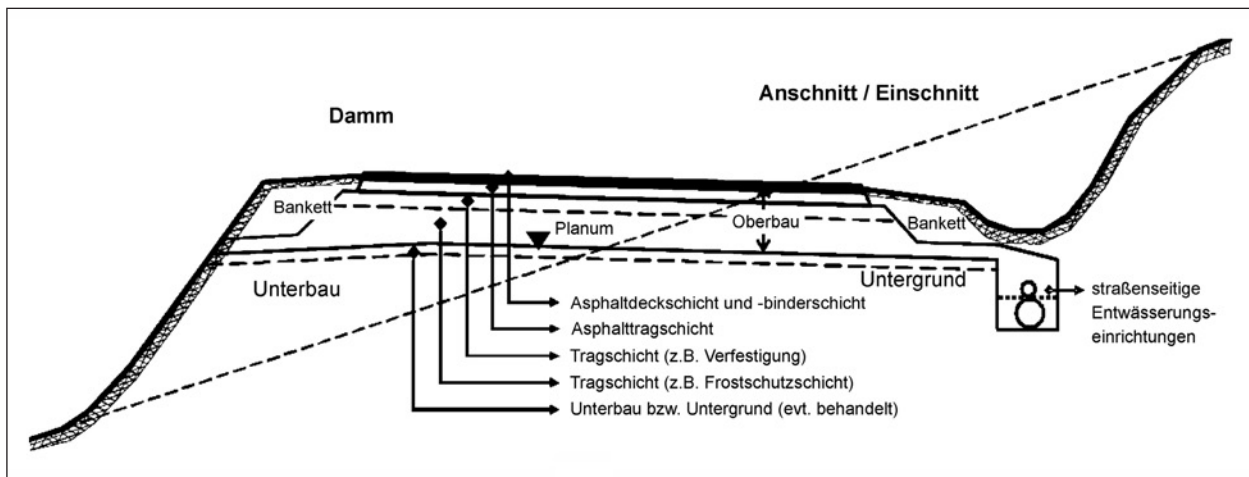 Anschnitt / Einschnitt
Damm
Bankett
Planum
Oberbau
Bankett
Unterbau
Untergrund
Asphaltdeckschicht und -binderschicht
Asphalttragschicht
Tragschicht (z.B. Verfestigung)
Tragschicht (z.B. Frostschutzschicht)
Unterbau bzw. Untergrund (evt. behandelt)
straßenseitige
Entwässerungs-
einrichtungen